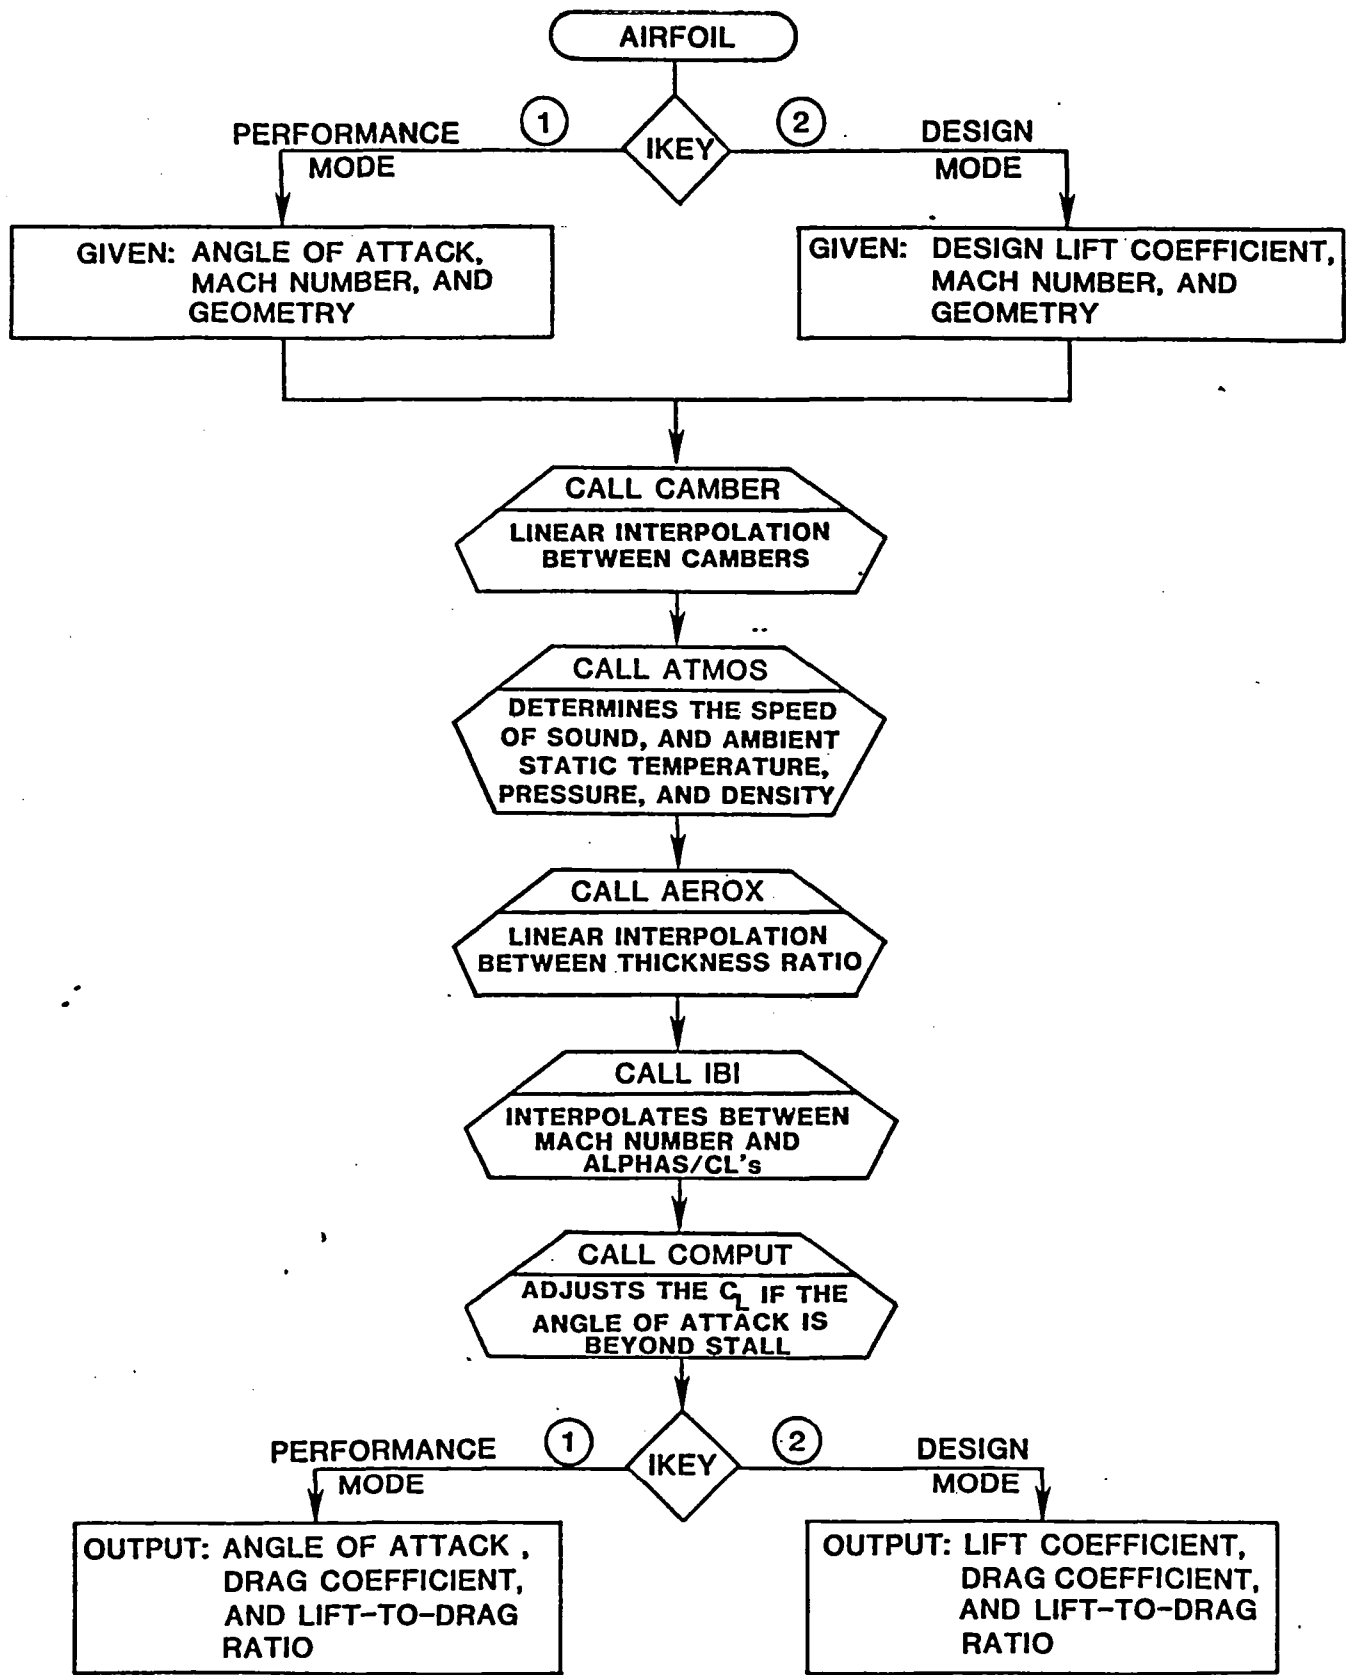 AIRFOIL
1
2
PERFORMANCE
MODE
IKEY
DESIGN
MODE
GIVEN: ANGLE OF ATTACK,
MACH NUMBER, AND
GEOMETRY
GIVEN: DESIGN LIFT COEFFICIENT,
MACH NUMBER, AND
GEOMETRY
CALL CAMBER
LINEAR INTERPOLATION
BETWEEN CAMBERS
CALL ATMOS
DETERMINES THE SPEED
OF SOUND, AND AMBIENT
STATIC TEMPERATURE,
PRESSURE, AND DENSITY
CALL AEROX
LINEAR INTERPOLATION
BETWEEN THICKNESS RATIO
CALL IBI
INTERPOLATES BETWEEN
MACH NUMBER AND
ALPHAS/CL's
CALL COMPUT
ADJUSTS THE CL IF THE
ANGLE OF ATTACK IS
BEYOND STALL
1
2
PERFORMANCE
MODE
IKEY
DESIGN
MODE
OUTPUT: ANGLE OF ATTACK ,
DRAG COEFFICIENT,
AND LIFT-TO-DRAG
RATIO
OUTPUT: LIFT COEFFICIENT,
DRAG COEFFICIENT,
AND LIFT-TO-DRAG
RATIO